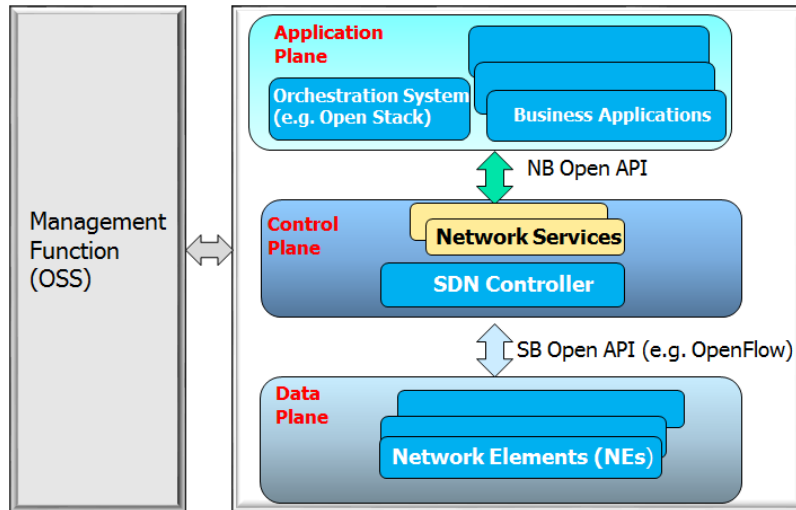 Management
Function
(OSS)
Application
Plane
Orchestration System
(e.g. Open Stack)
Business Applications
NB Open API
Control
Plane
Network Services
SDN Controller
SB Open API (e.g. OpenFlow)
Data
Plane
Network Elements (NEs)